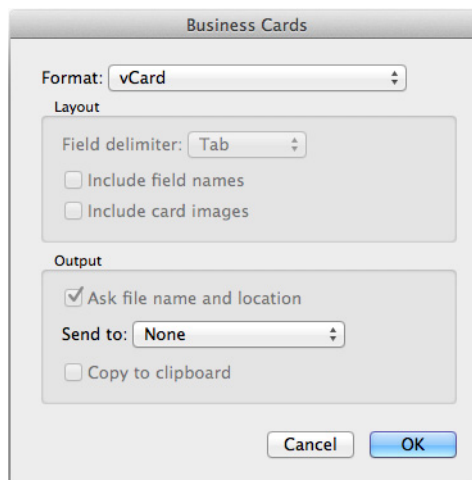 Business Cards
Format: vCard
Layout
Field delimiter: Tab
Include field names
Include card images
Output
Ask file name and location
Send to: None
Copy to clipboard
Cancel OK